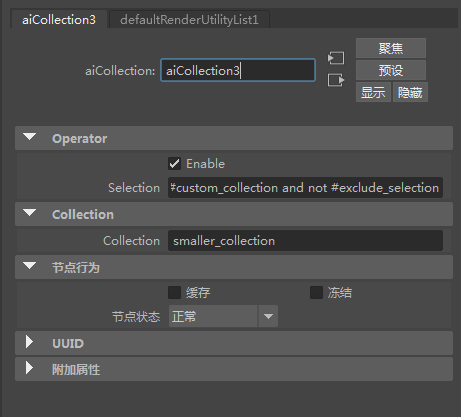 aiCollection3 defaultRenderUtilityList1
聚焦
aiCollection: aiCollection3
预设
显示 隐藏
Operator
Enable
Selection #custom_collection and not #exclude_selection
Collection
Collection smaller_collection
节点行为
缓存 冻结
节点状态 正常
UUID
附加属性